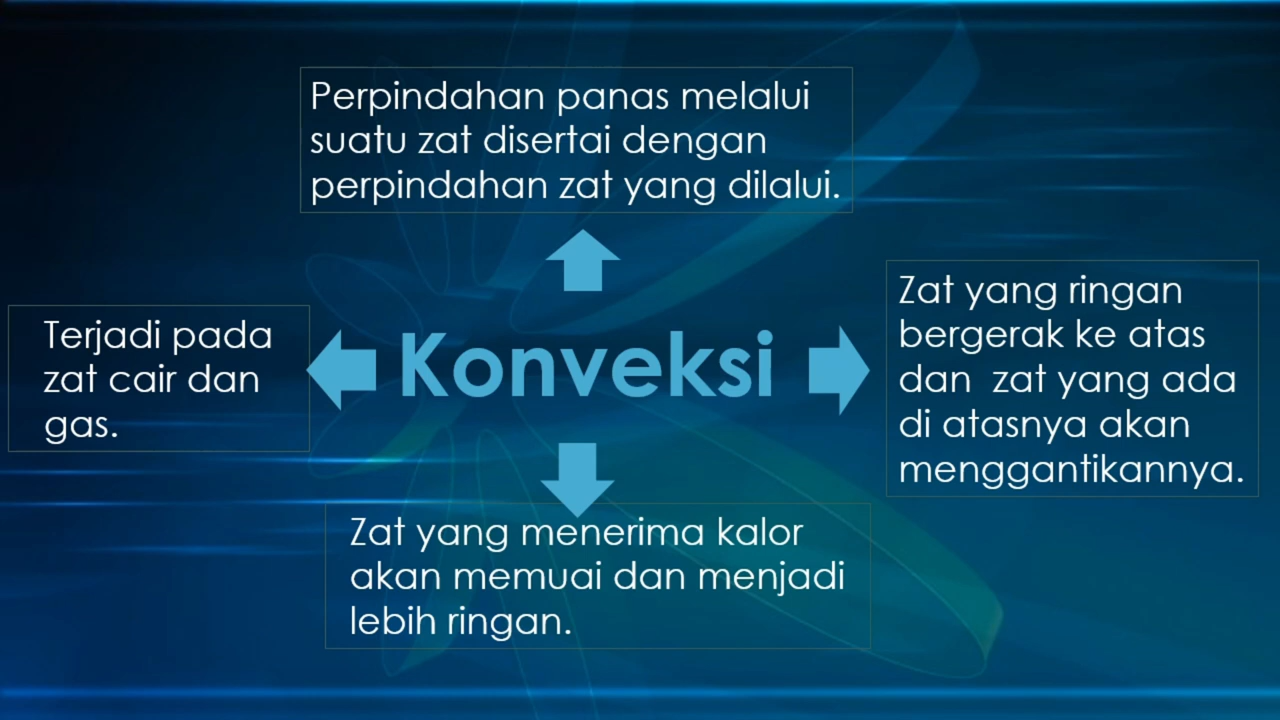 Perpindahan panas melalui
suatu zat disertai dengan
perpindahan zat yang dilalui.
Terjadi pada
zat cair dan
gas.
Konveksi
Zat yang ringan
bergerak ke atas
dan zat yang ada
di atasnya akan
menggantikannya.
Zat yang menerima kalor
akan memuai dan menjadi
lebih ringan.